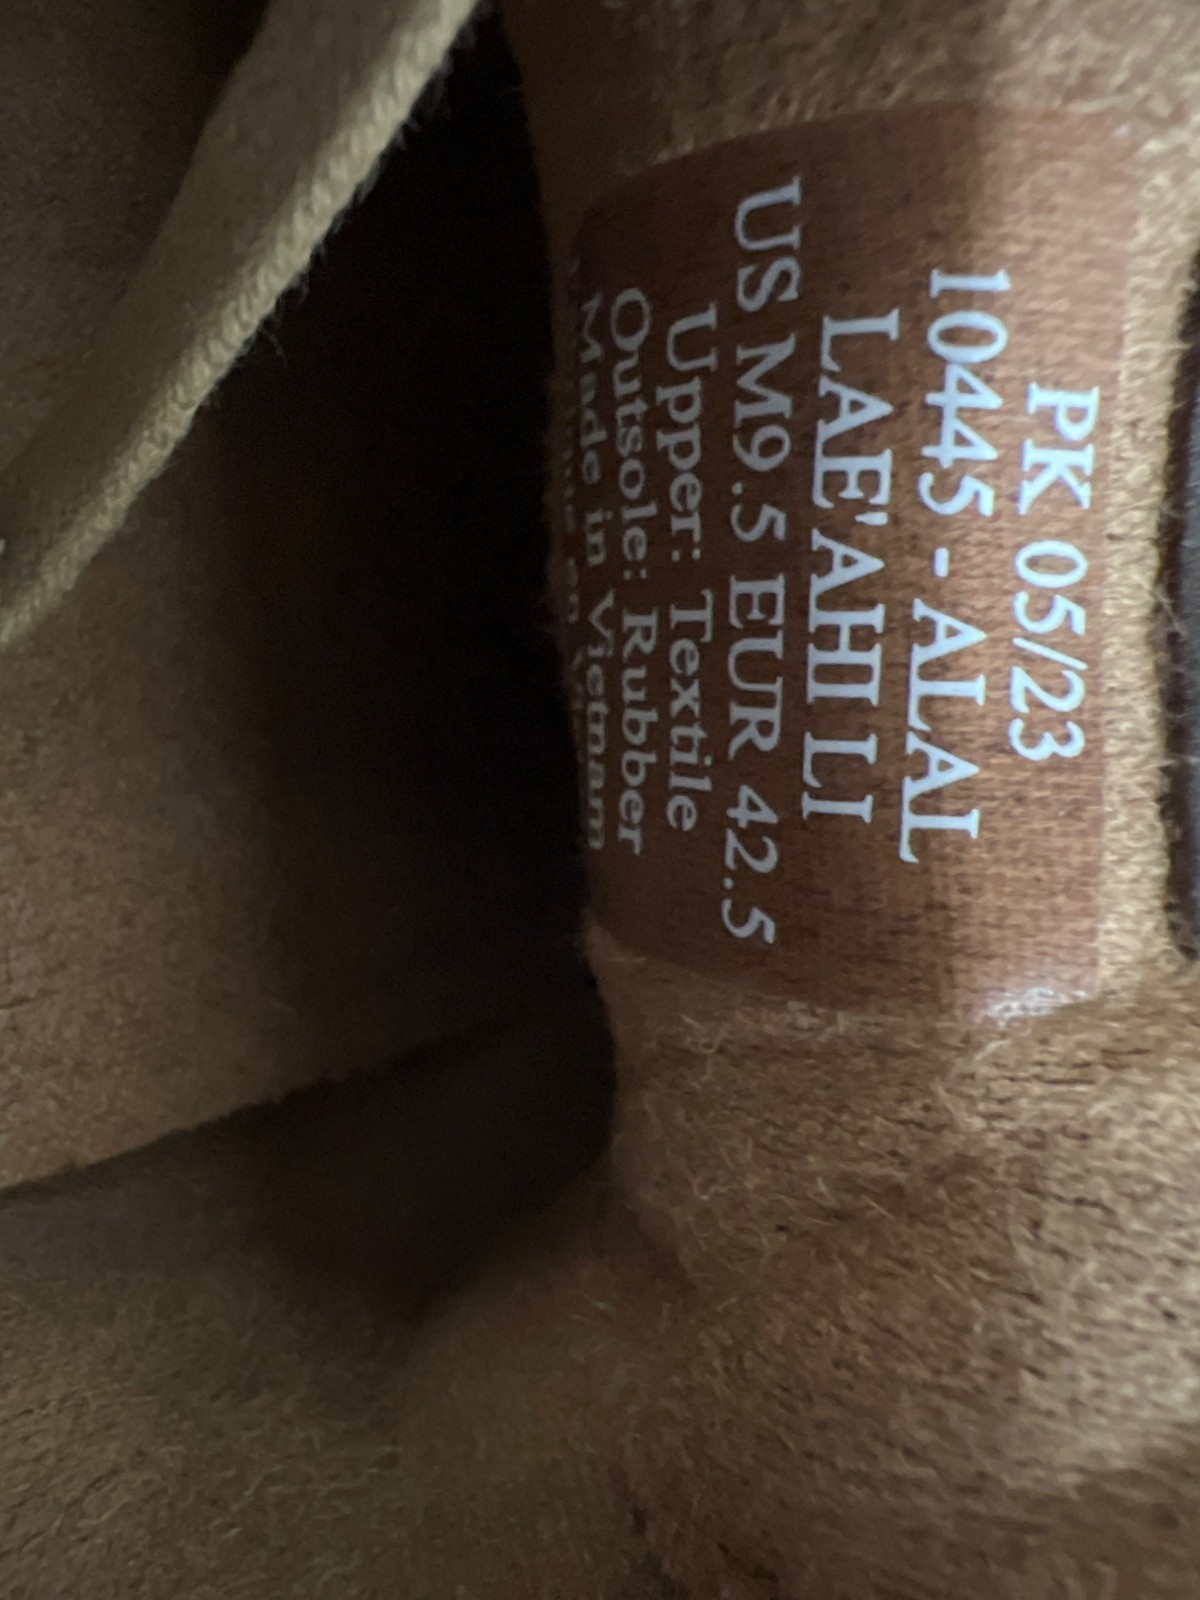 PK 05/23
10445 - ALAL
LAE'AHI LI
US M9.5 EUR 42.5
Upper: Textile
Outsole: Rubber
Made in Vietnam